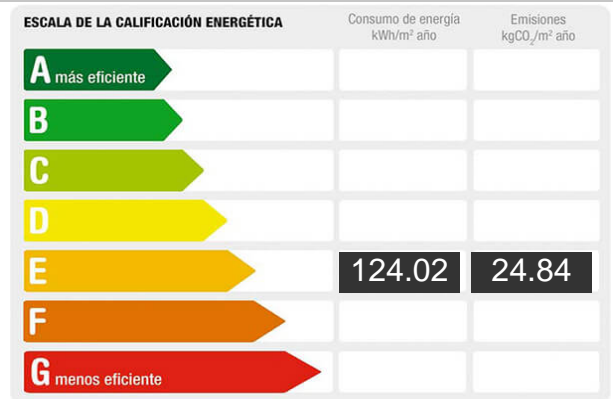 ESCALA DE LA CALIFICACIÓN ENERGÉTICA
Consumo de energía
kWh/m² año
Emisiones
kgCO₂/m² año
A más eficiente
B
C
D
E 124.02 24.84
F
G menos eficiente